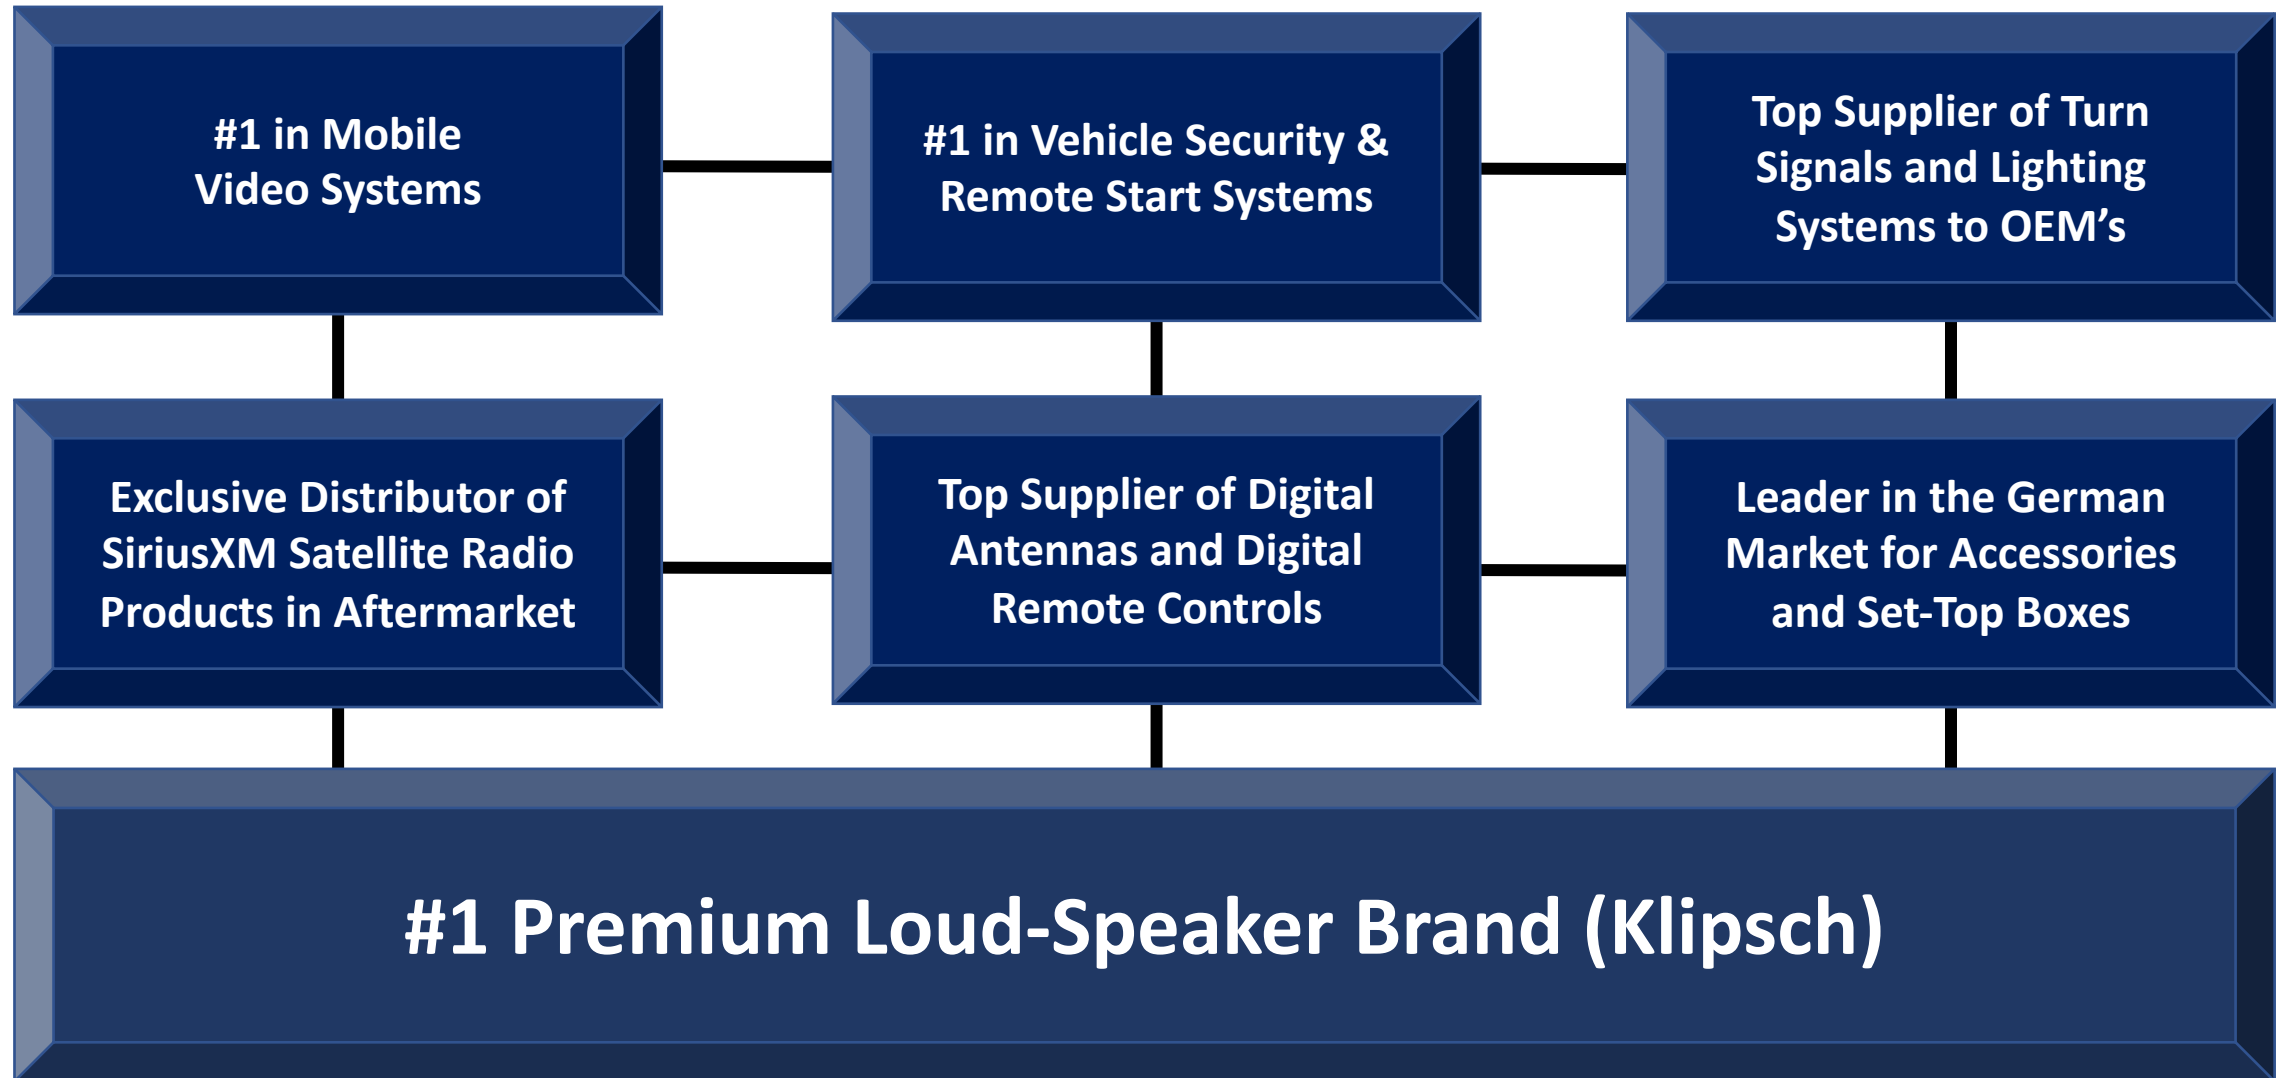 #1 in Mobile
Video Systems
#1 in Vehicle Security &
Remote Start Systems
Top Supplier of Turn
Signals and Lighting
Systems to OEM’s
Exclusive Distributor of
SiriusXM Satellite Radio
Products in Aftermarket
Top Supplier of Digital
Antennas and Digital
Remote Controls
Leader in the German
Market for Accessories
and Set-Top Boxes
#1 Premium Loud-Speaker Brand (Klipsch)